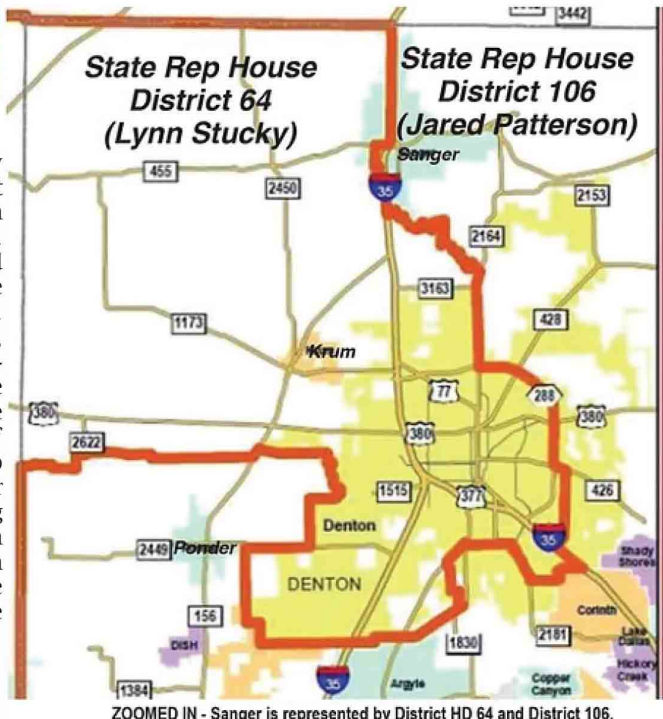 3442
State Rep House
District 64
(Lynn Stucky)
State Rep House
District 106
(Jared Patterson)
Sanger
455
2450
35
2153
2164
3163
428
1173
Krum
77
288
380
380
380
2622
1515
377
426
Denton
35
2449
Ponder
Shady
Shores
DENTON
156
Corinth
DISH
1830
2181
Lake
Dallas
Hickory
Creek
35
Argyle
Copper
Canyon
1384
ZOOMED IN - Sanger is represented by District HD 64 and District 106.